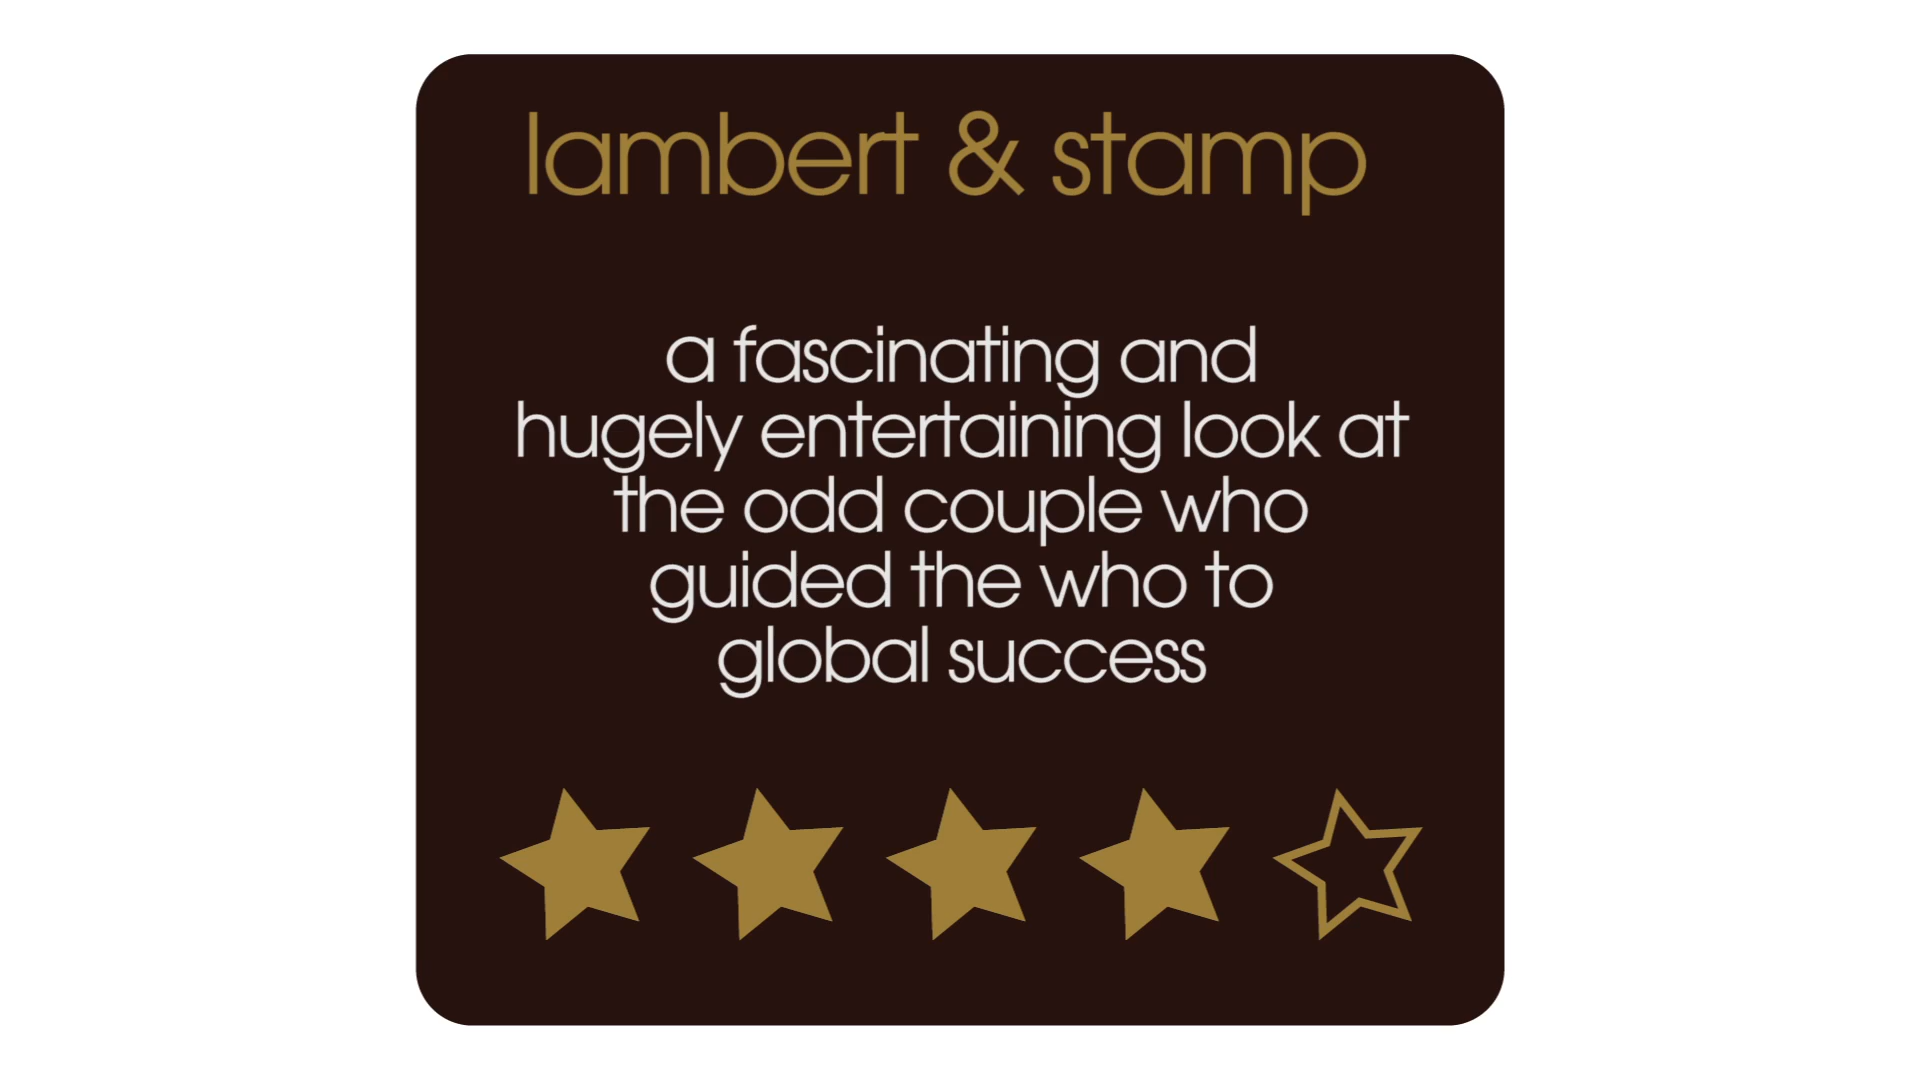 lambert & stamp
a fascinating and
hugely entertaining look at
the odd couple who
guided the who to
global success